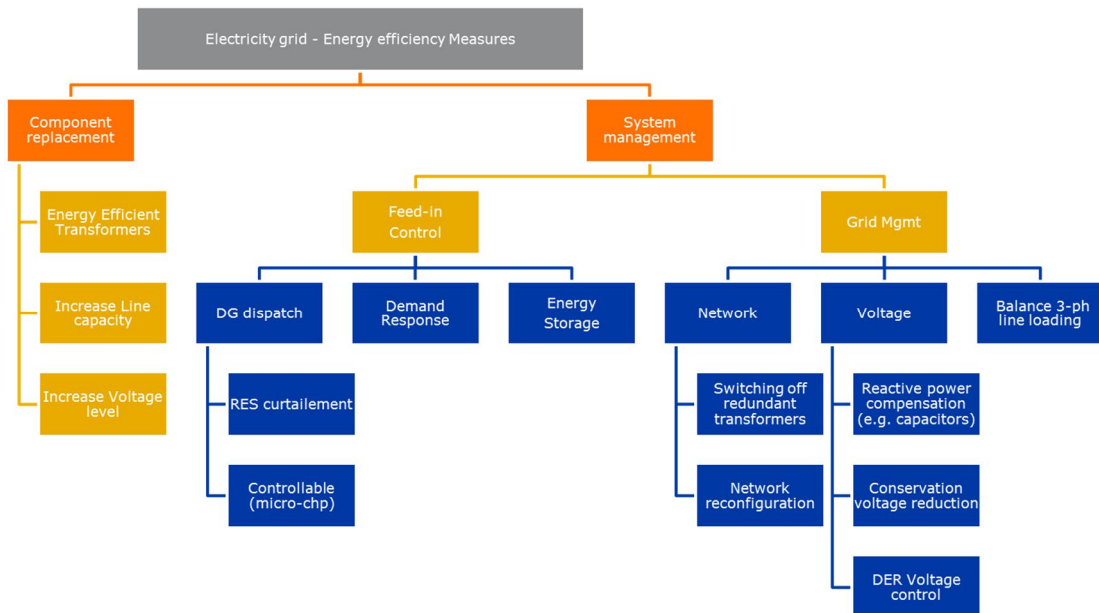 Electricity grid - Energy efficiency Measures
Component
replacement
System
management
Energy Efficient
Transformers
Feed-in
Control
Grid Mgmt
Increase Line
capacity
DG dispatch
Demand
Response
Energy
Storage
Network
Voltage
Balance 3-ph
line loading
Increase Voltage
level
RES curtailement
Switching off
redundant
transformers
Reactive power
compensation
(e.g. capacitors)
Controllable
(micro-chp)
Network
reconfiguration
Conservation
voltage reduction
DER Voltage
control